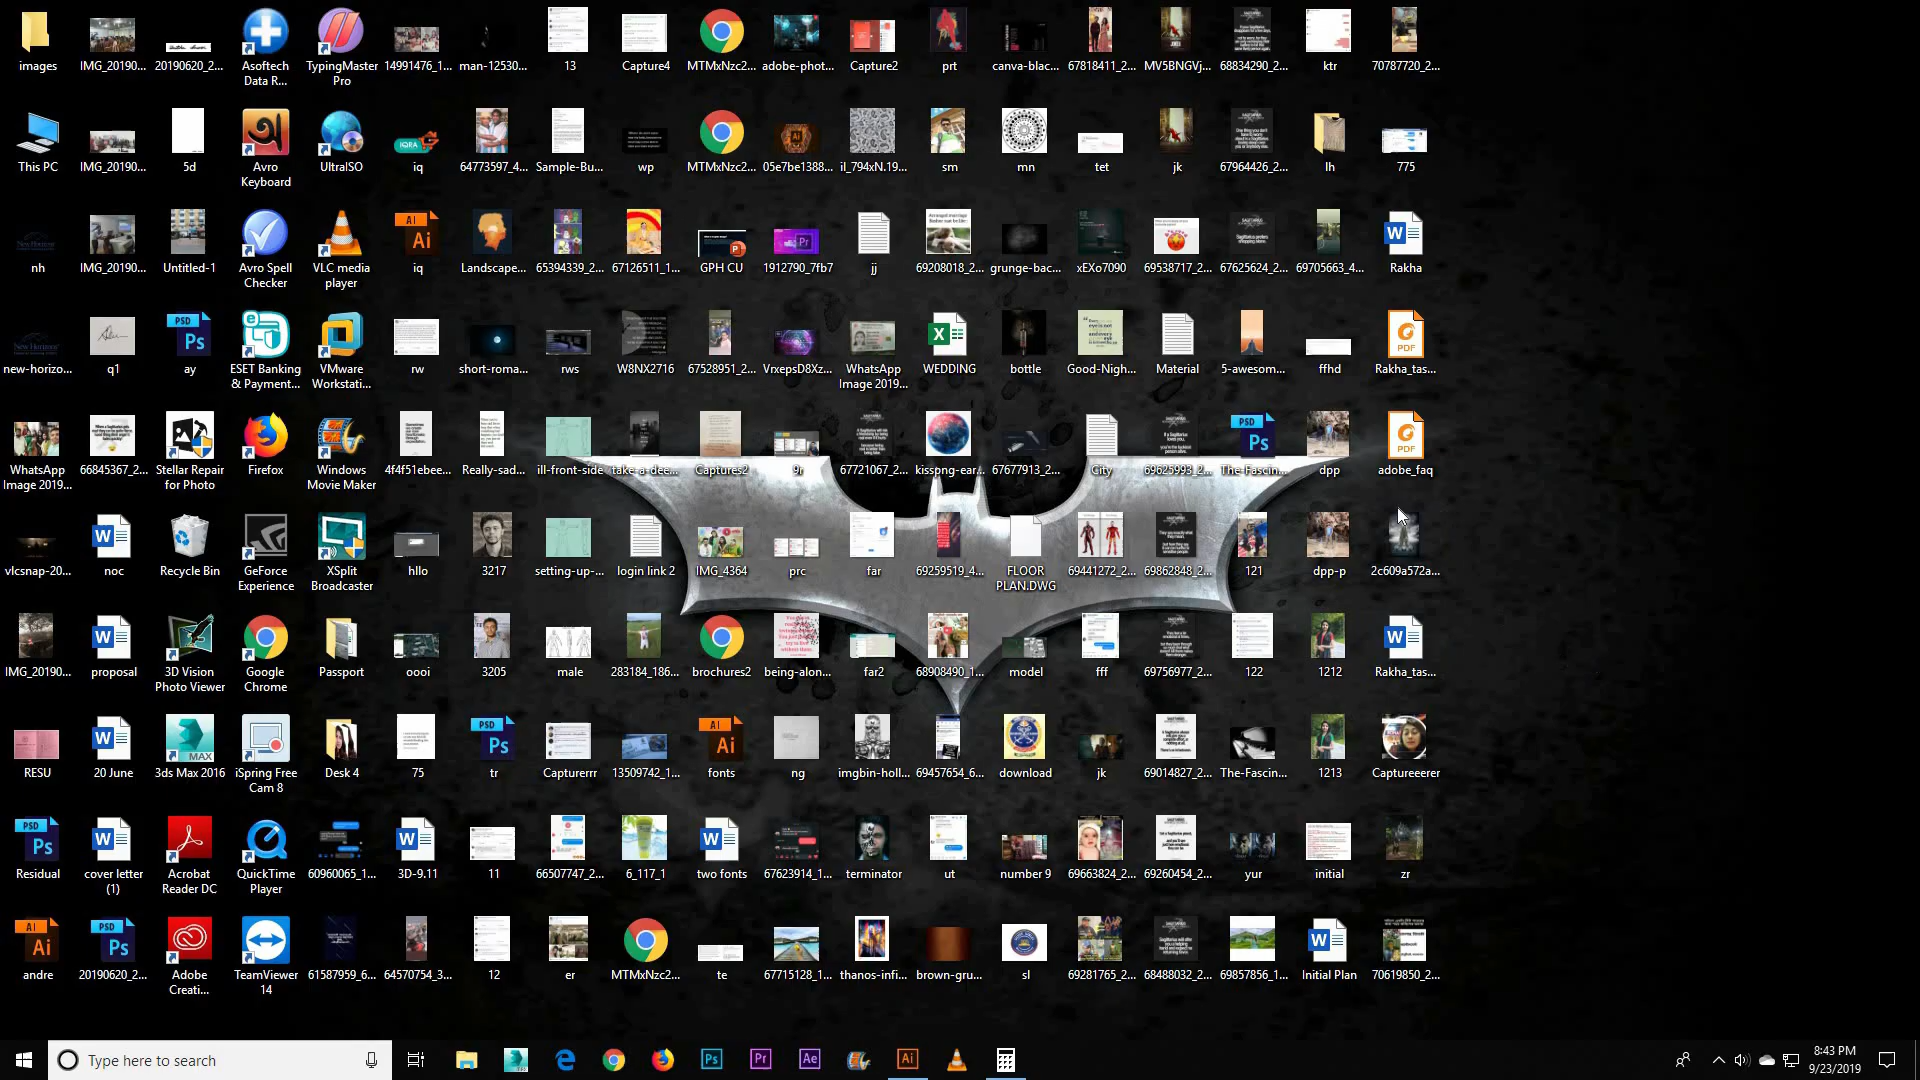 images
IMG_20190...
20190620_2...
Asoftech
Data R...
TypingMaster
Pro
14991476_1...
man-12530...
13
Capture4
MTMxNzc2...
adobe-phot...
Capture2
prt
canva-blac...
67818411_2...
MV5BNGVj...
68834290_2...
ktr
70787720_2...
This PC
IMG_20190...
5d
Avro
Keyboard
UltraISO
IQRA
iq
64773597_4...
Sample-Bu...
wp
MTMxNzc2...
05e7be1388...
il_794xN.19...
sm
mn
tet
jk
67964426_2...
lh
775
nh
IMG_20190...
Untitled-1
Avro Spell
Checker
VLC media
player
iq
Landscape...
65394339_2...
67126511_1...
GPH CU
1912790_7fb7
jj
69208018_2...
grunge-bac...
xEXo7090
69538717_2...
67625624_2...
69705663_4...
Rakha
new-horizo...
q1
ay
ESET Banking
& Payment...
VMware
Workstati...
rw
short-roma...
rws
W8NX2716
67528951_2...
VrxepsD8Xz...
WhatsApp
Image 2019...
WEDDING
bottle
Good-Nigh...
Material
5-awesom...
ffhd
Rakha_tas...
WhatsApp
Image 2019...
66845367_2...
Stellar Repair
for Photo
Firefox
Windows
Movie Maker
4f4f51ebee...
Really-sad...
ill-front-side
take-a-dee...
Captures2
9r
67721067_2...
kisspng-ear...
67677913_2...
City
69625993_2...
The-Fascin...
dpp
adobe_faq
vlcsnap-20...
noc
Recycle Bin
GeForce
Experience
XSplit
Broadcaster
hllo
3217
setting-up-...
login link 2
IMG_4364
prc
far
69259519_4...
FLOOR
PLAN.DWG
69441272_2...
69862848_2...
121
dpp-p
2c609a572a...
IMG_20190...
proposal
3D Vision
Photo Viewer
Google
Chrome
Passport
oooi
3205
male
283184_186...
brochures2
being-alon...
far2
68908490_1...
model
fff
69756977_2...
122
1212
Rakha_tas...
RESU
20 June
3ds Max 2016
iSpring Free
Cam 8
Desk 4
75
tr
Capturerrr
13509742_1...
fonts
ng
imgbin-holl...
69457654_6...
download
jk
69014827_2...
The-Fascin...
1213
Captureeerer
Residual
cover letter
(1)
Acrobat
Reader DC
QuickTime
Player
60960065_1...
3D-9.11
11
66507747_2...
6_117_1
two fonts
67623914_1...
terminator
ut
number 9
69663824_2...
69260454_2...
yur
initial
zr
andre
20190620_2...
Adobe
Creati...
TeamViewer
14
61587959_6...
64570754_3...
12
er
MTMxNzc2...
te
67715128_1...
thanos-infi...
brown-gru...
sl
69281765_2...
68488032_2...
69857856_1...
Initial Plan
70619850_2...
Type here to search
Ps
Pr
Ae
Ai
8:43 PM
9/23/2019